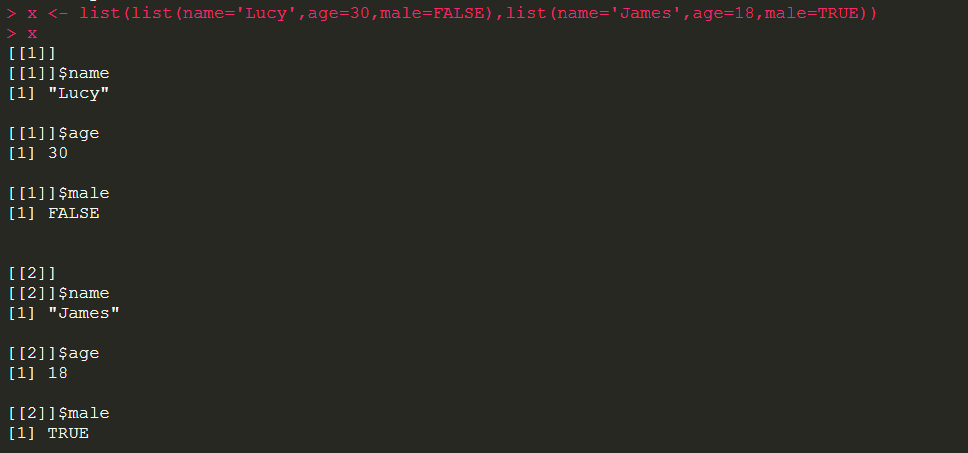 > x <- list(list(name='Lucy',age=30,male=FALSE),list(name='James',age=18,male=TRUE))
> x
[[1]]
[[1]]$name
[1] "Lucy"
[[1]]$age
[1] 30
[[1]]$male
[1] FALSE
[[2]]
[[2]]$name
[1] "James"
[[2]]$age
[1] 18
[[2]]$male
[1] TRUE